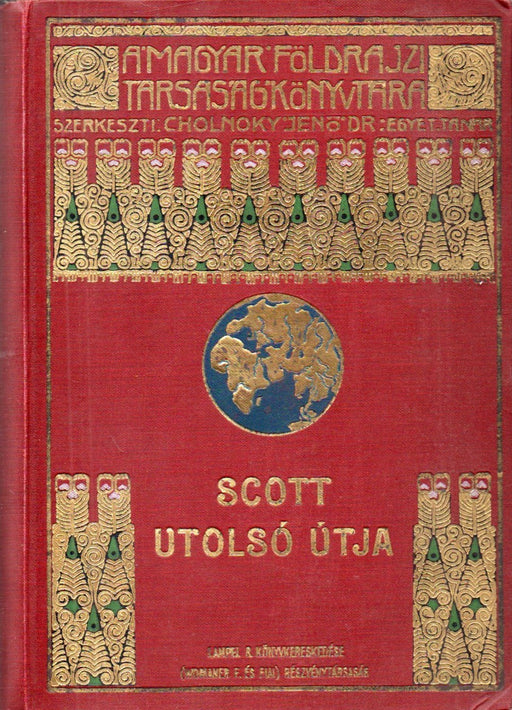 A MAGYAR FÖLDRAJZI
TÁRSASÁG KÖNYVTÁRA
SZERKESZTI: CHOLNOKY JENŐ DR: EGYET. TANÁR
SCOTT
UTOLSÓ ÚTJA
LAMPEL R. KÖNYVKERESKEDÉSE
(WODIANER F. ÉS FIAI) RÉSZVÉNYTÁRSASÁG